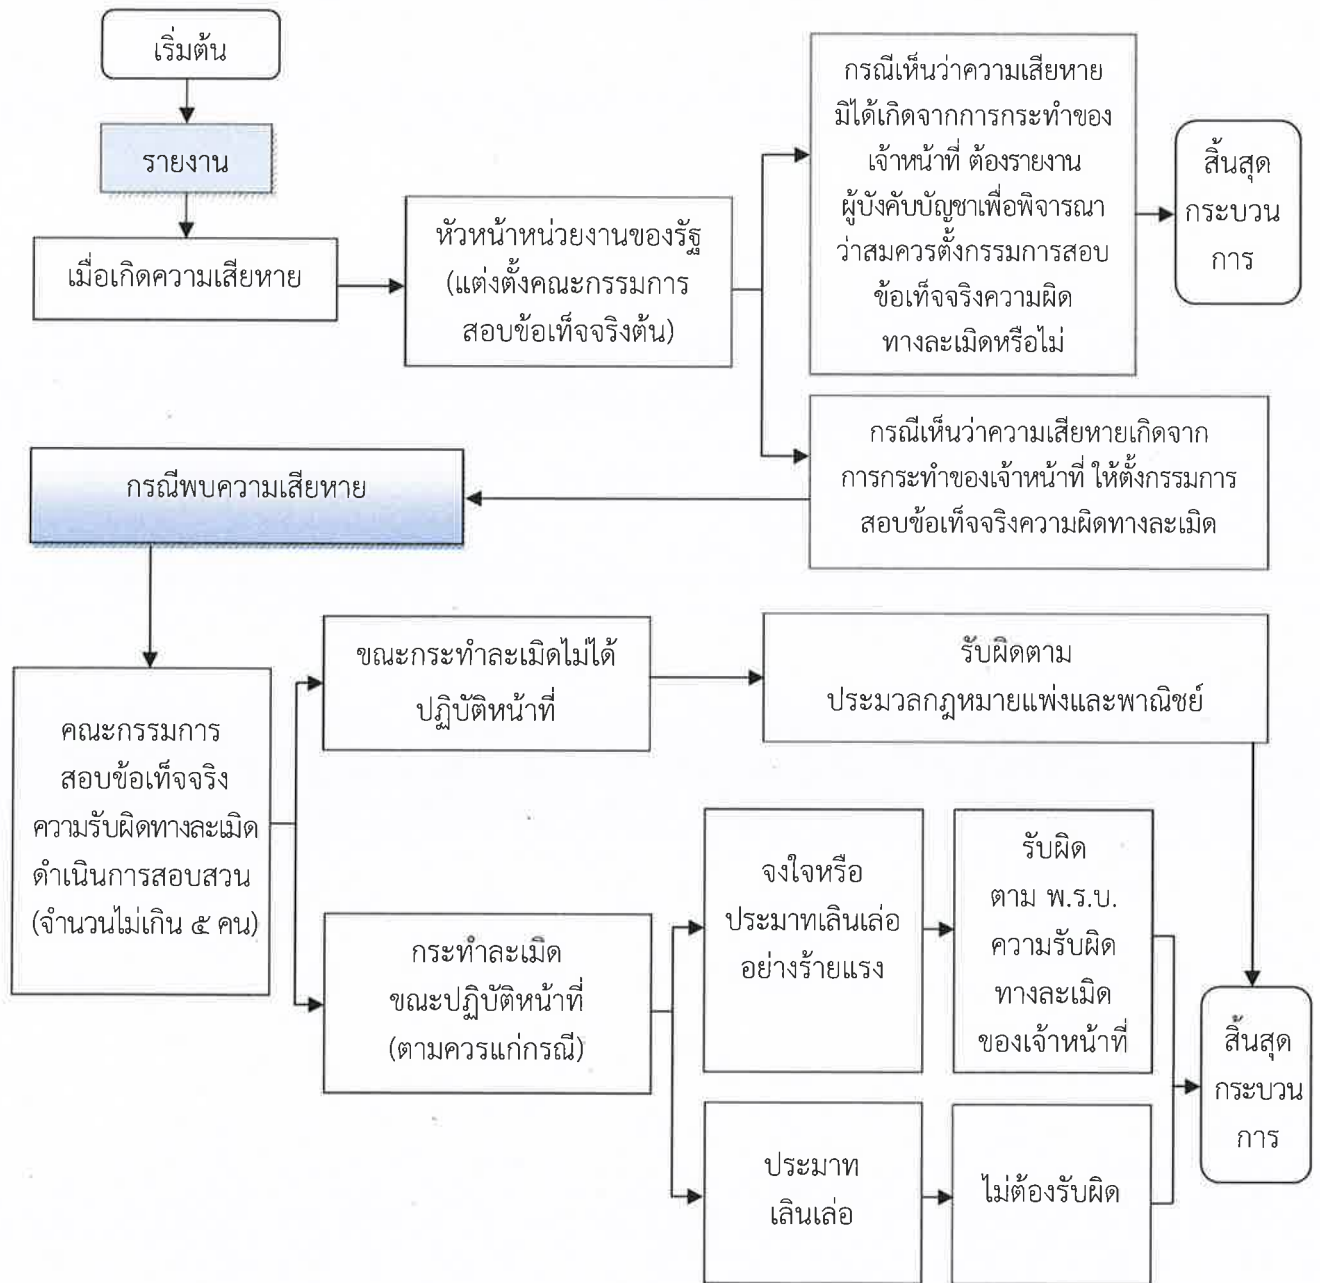 เริ่มต้น
รายงาน
เมื่อเกิดความเสียหาย
หัวหน้าหน่วยงานของรัฐ
(แต่งตั้งคณะกรรมการ
สอบข้อเท็จจริงต้น)
กรณีเห็นว่าความเสียหาย
มิได้เกิดจากการกระทำของ
เจ้าหน้าที่ ต้องรายงาน
ผู้บังคับบัญชาเพื่อพิจารณา
ว่าสมควรตั้งกรรมการสอบ
ข้อเท็จจริงความผิด
ทางละเมิดหรือไม่
สิ้นสุด
กระบวน
การ
กรณีเห็นว่าความเสียหายเกิดจาก
การกระทำของเจ้าหน้าที่ ให้ตั้งกรรมการ
สอบข้อเท็จจริงความผิดทางละเมิด
กรณีพบความเสียหาย
คณะกรรมการ
สอบข้อเท็จจริง
ความรับผิดทางละเมิด
ดำเนินการสอบสวน
(จำนวนไม่เกิน ๕ คน)
ขณะกระทำละเมิดไม่ได้
ปฏิบัติหน้าที่
รับผิดตาม
ประมวลกฎหมายแพ่งและพาณิชย์
กระทำละเมิด
ขณะปฏิบัติหน้าที่
(ตามควรแก่กรณี)
จงใจหรือ
ประมาทเลินเล่อ
อย่างร้ายแรง
รับผิด
ตาม พ.ร.บ.
ความรับผิด
ทางละเมิด
ของเจ้าหน้าที่
ประมาท
เลินเล่อ
ไม่ต้องรับผิด
สิ้นสุด
กระบวน
การ